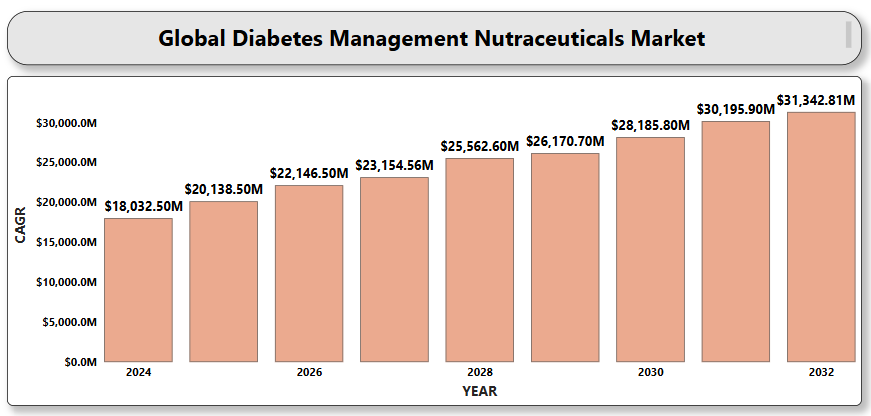 Global Diabetes Management Nutraceuticals Market
$31,342.81M
$30,195.90M
$28,185.80M
$26,170.70M
$25,562.60M
$23,154.56M
$22,146.50M
$20,138.50M
$18,032.50M
$30,000.0M
$25,000.0M
$20,000.0M
$15,000.0M
$10,000.0M
$5,000.0M
$0.0M
CAGR
2024 2026 2028 2030 2032
YEAR